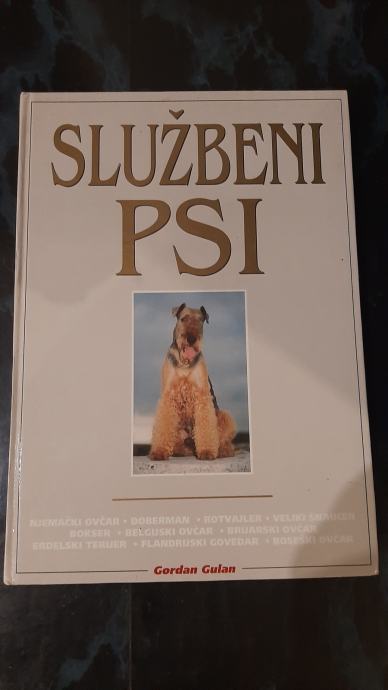 SLUŽBENI
PSI
NJEMAČKI OVČAR • DOBERMAN • ROTVAJLER • VELIKI ŠNAUCER
BOKSER • BELGIJSKI OVČAR • BRIJARSKI OVČAR
ERDELSKI TERIJER • FLANDRIJSKI GOVEDAR • BOSEŠKI OVČAR
Gordan Gulan